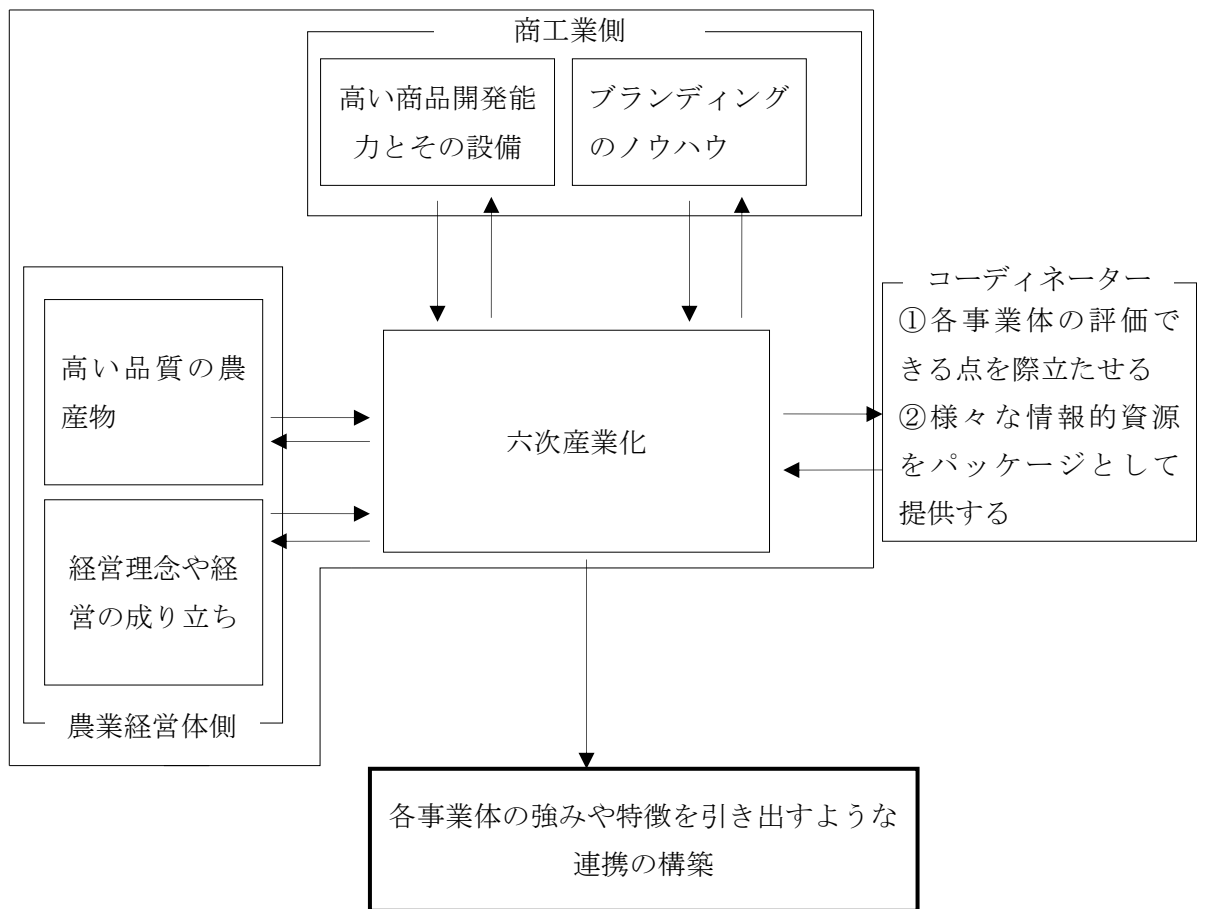 商工業側
高い商品開発能
力とその設備
ブランディング
のノウハウ
コーディネーター
①各事業体の評価で
きる点を際立たせる
②様々な情報的資源
をパッケージとして
提供する
高い品質の農
産物
六次産業化
経営理念や経
営の成り立ち
農業経営体側
各事業体の強みや特徴を引き出すような
連携の構築